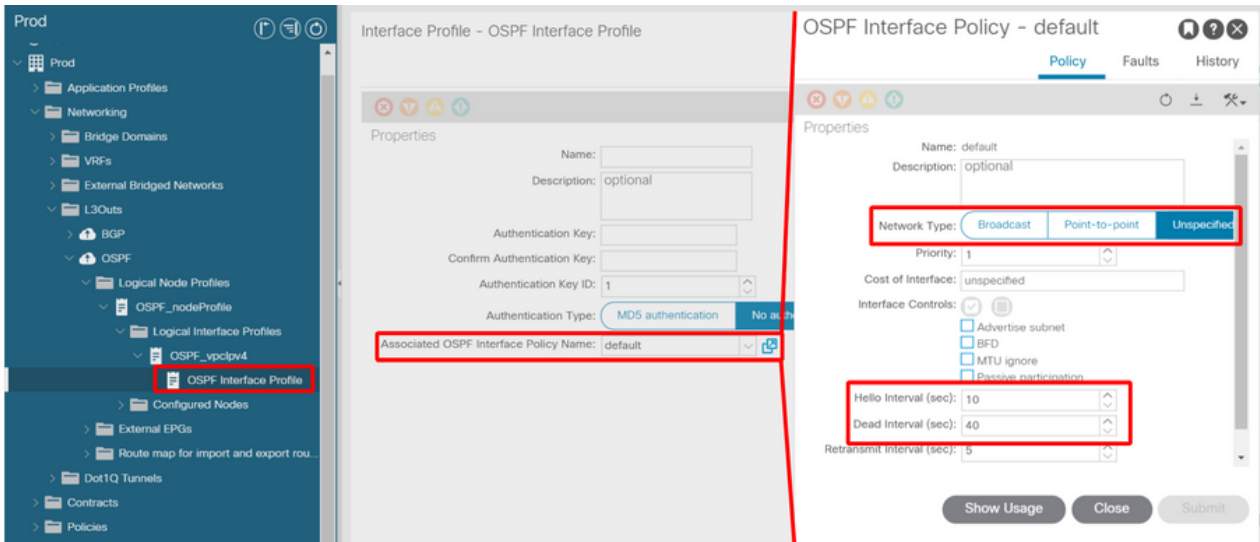 Prod
Prod
Application Profiles
Networking
Bridge Domains
VRFs
External Bridged Networks
L3Outs
BGP
OSPF
Logical Node Profiles
OSPF_nodeProfile
Logical Interface Profiles
OSPF_vpcIpv4
OSPF Interface Profile
Configured Nodes
External EPGs
Route map for import and export rou...
Dot1Q Tunnels
Contracts
Policies
Interface Profile - OSPF Interface Profile
Properties
Name:
Description: optional
Authentication Key:
Confirm Authentication Key:
Authentication Key ID: 1
Authentication Type: MD5 authentication No auth
Associated OSPF Interface Policy Name: default
OSPF Interface Policy - default
Policy Faults History
Properties
Name: default
Description: optional
Network Type: Broadcast Point-to-point Unspecified
Priority: 1
Cost of Interface: unspecified
Interface Controls:
Advertise subnet
BFD
MTU ignore
Passive participation
Hello Interval (sec): 10
Dead Interval (sec): 40
Retransmit Interval (sec): 5
Show Usage Close Submit